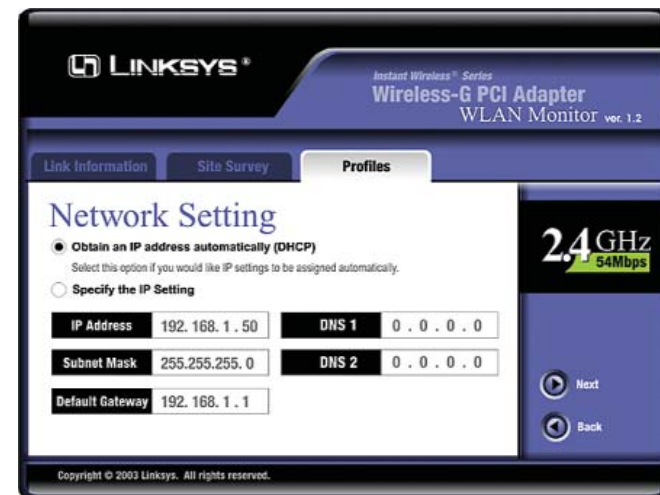 LINKSYS®
Instant Wireless® Series
Wireless-G PCI Adapter
WLAN Monitor ver. 1.2
Link Information
Site Survey
Profiles
Network Setting
Obtain an IP address automatically (DHCP)
Select this option if you would like IP settings to be assigned automatically.
Specify the IP Setting
IP Address 192. 168. 1 . 50 DNS 1 0 . 0 . 0 . 0
Subnet Mask 255.255.255. 0 DNS 2 0 . 0 . 0 . 0
Default Gateway 192. 168. 1 . 1
2.4 GHz
54Mbps
Next
Back
Copyright © 2003 Linksys. All rights reserved.